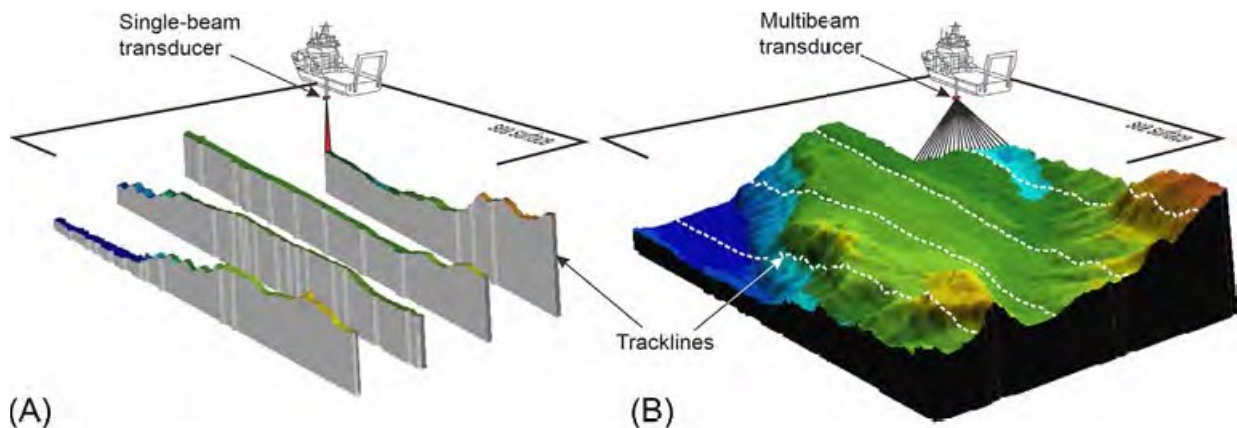 Single-beam
transducer
sea surface
Multibeam
transducer
sea surface
Tracklines
(A)
(B)